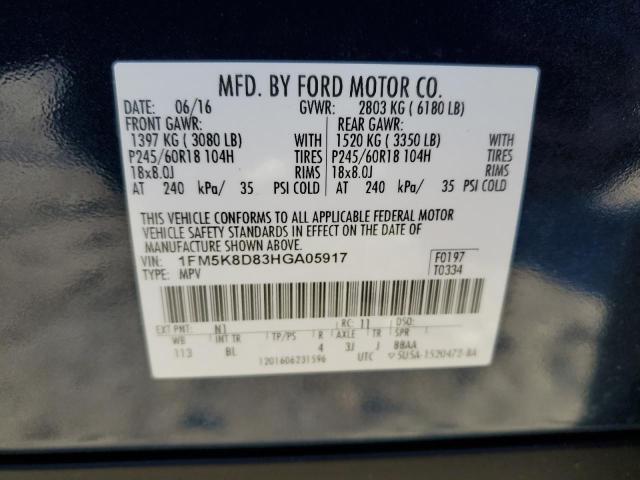 MFD. BY FORD MOTOR CO.
DATE: 06/16 GVWR: 2803 KG ( 6180 LB)
FRONT GAWR: REAR GAWR:
1397 KG ( 3080 LB) WITH 1520 KG ( 3350 LB) WITH
P245/60R18 104H TIRES P245/60R18 104H TIRES
18x8.0J RIMS 18x8.0J RIMS
AT 240 kPa/ 35 PSI COLD AT 240 kPa/ 35 PSI COLD
THIS VEHICLE CONFORMS TO ALL APPLICABLE FEDERAL MOTOR
VEHICLE SAFETY STANDARDS IN EFFECT ON THE DATE OF
MANUFACTURE SHOWN ABOVE.
VIN: 1FM5K8D83HGA05917 F0197
TYPE: MPV T0334
EXT PNT: N1 RC: 11 DSO:
WB INT TR TP/PS R AXLE TR SPR
113 BL 4 3J J BBAA
1201606231596 UTC 5U5A-1520472-BA